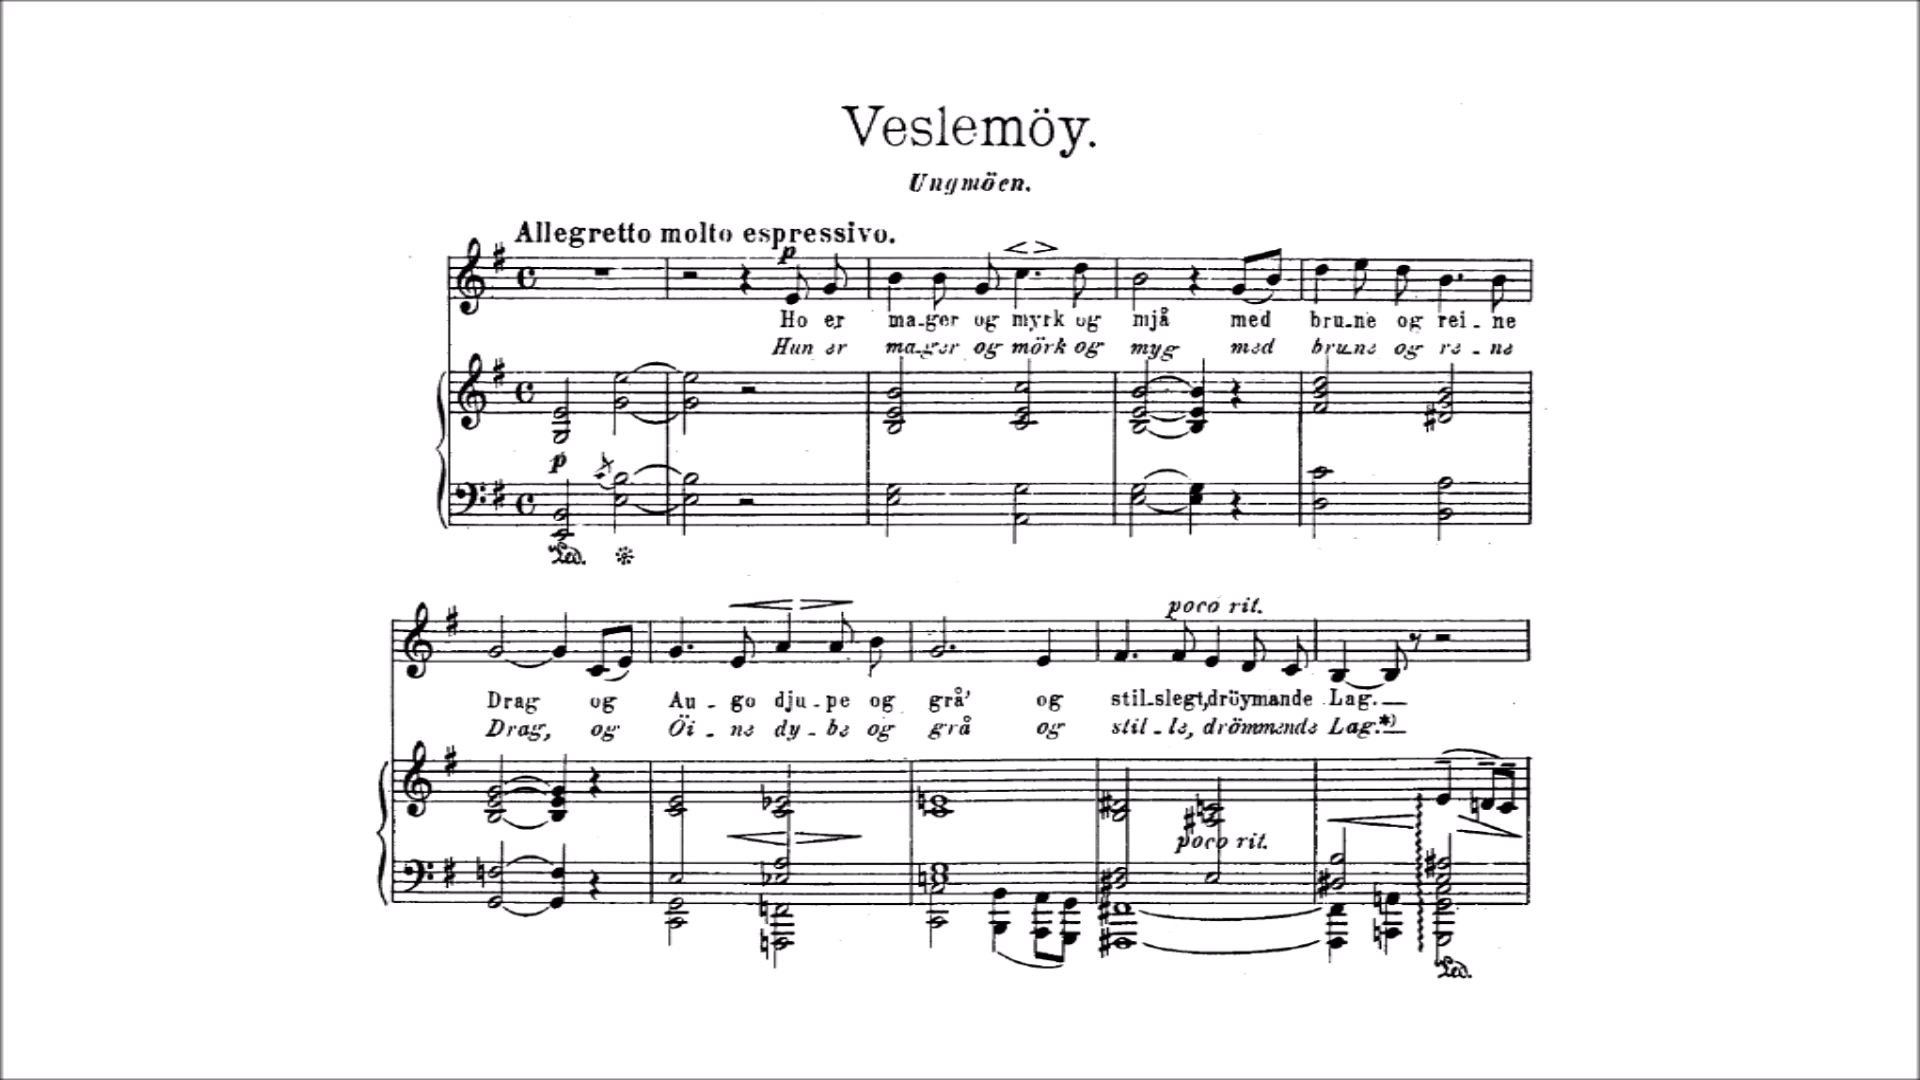 Veslemöy.
Ungmöen.
Allegretto molto espressivo.
p
Ho er ma-ger og myrk og mjå med bru-ne og rei-ne
Hun er ma-ger og mörk og myg med brune og re-ne
p
Ped.
poco rit.
Drag og Au-go dju-pe og grå' og stil-slegt, dröymande Lag.
Drag, og Öi-ne dy-be og grå og stil-le, drömmende Lag.*)
poco rit.
Ped.